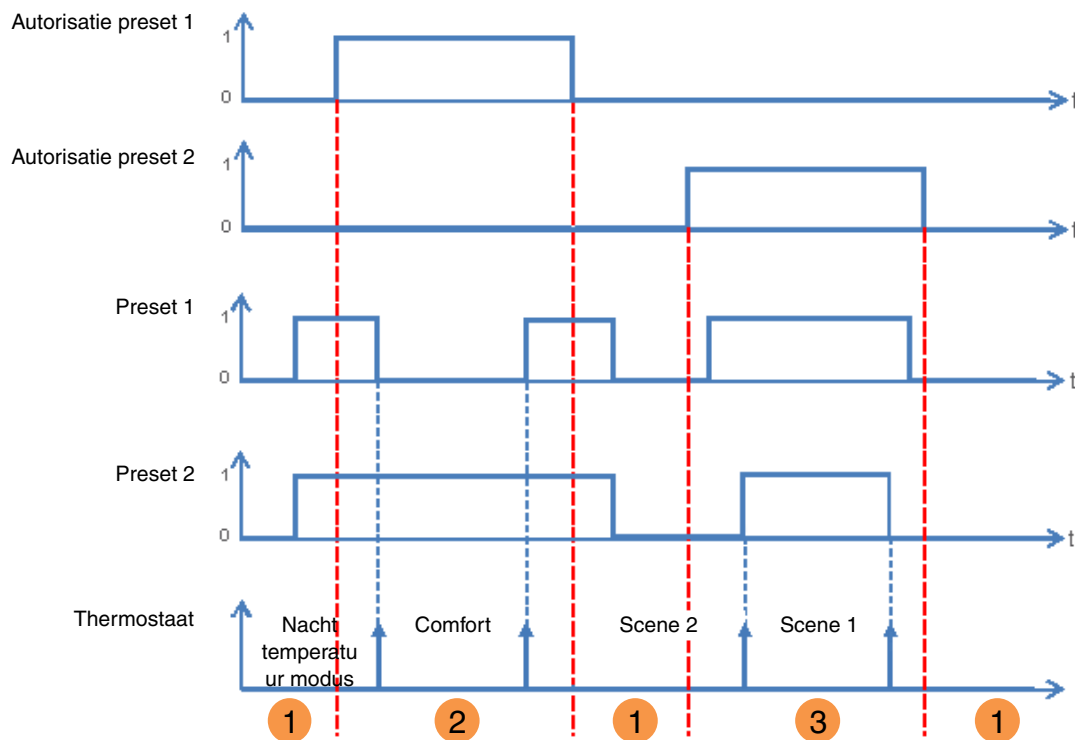 Autorisatie preset 1
1
0
t
Autorisatie preset 2
1
0
t
Preset 1
1
0
t
Preset 2
1
0
t
Thermostaat
Nacht
temperatu
ur modus
Comfort
Scene 2
Scene 1
1
2
1
3
1